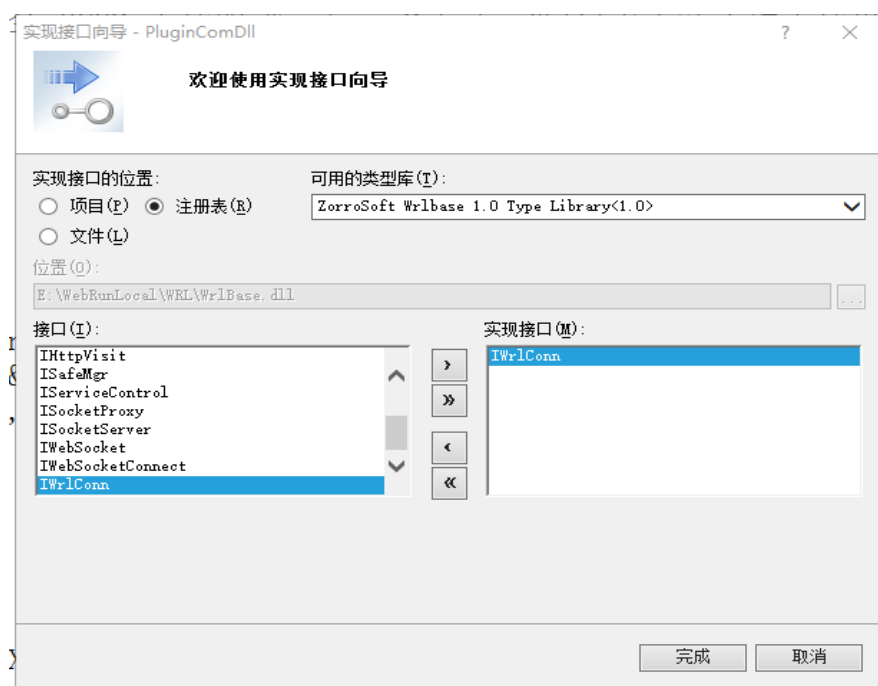 实现接口向导 - PluginComDll
?
欢迎使用实现接口向导
实现接口的位置:
可用的类型库(T):
项目(P)
注册表(R)
ZorroSoft Wrlbase 1.0 Type Library<1.0>
文件(L)
位置(O):
E:\WebRunLocal\WRL\WrlBase.dll
...
接口(I):
实现接口(M):
IHttpVisit
ISafeMgr
IServiceControl
ISocketProxy
ISocketServer
IWebSocket
IWebSocketConnect
IWrlConn
IWrlConn
完成
取消